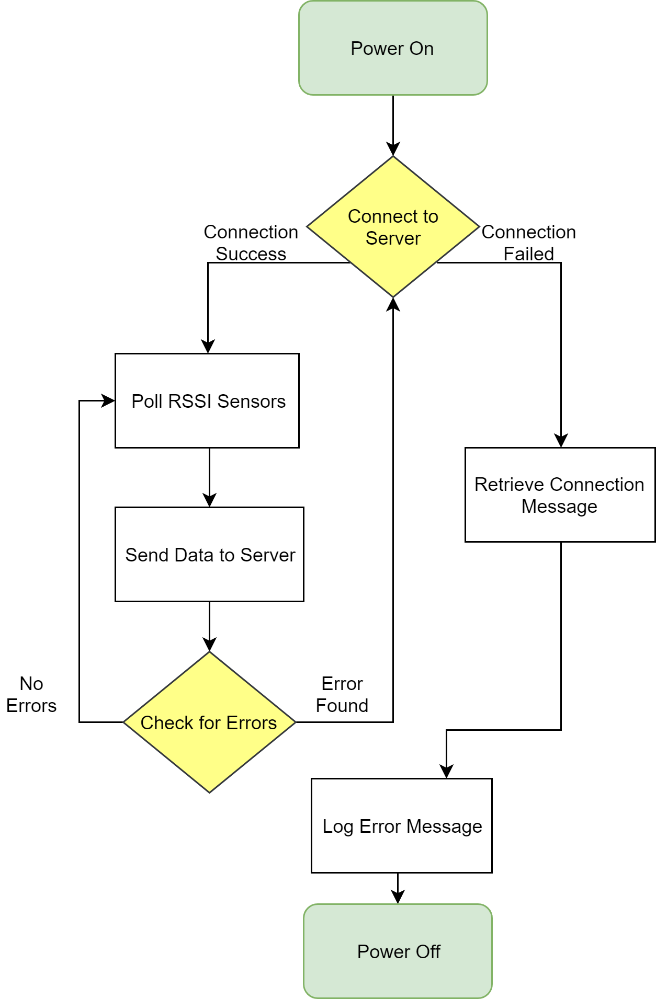 Power On
Connect to
Server
Connection
Success
Connection
Failed
Poll RSSI Sensors
Retrieve Connection
Message
Send Data to Server
No
Errors
Error
Found
Check for Errors
Log Error Message
Power Off